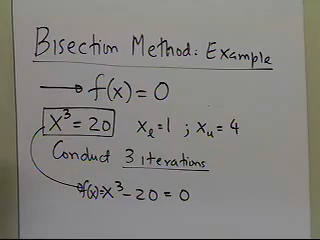 Bisection Method: Example
→ f(x) = 0
x³ = 20 xₗ = 1 ; xᵤ = 4
Conduct 3 iterations
f(x) = x³ - 20 = 0